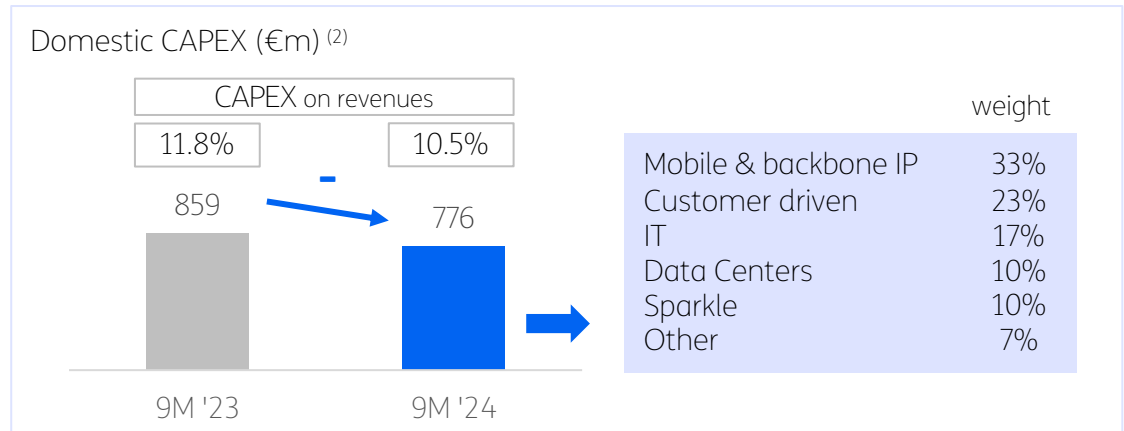 Domestic CAPEX (€m) (2)
CAPEX on revenues
11.8% 10.5%
-
859 776
9M '23 9M '24
weight
Mobile & backbone IP 33%
Customer driven 23%
IT 17%
Data Centers 10%
Sparkle 10%
Other 7%